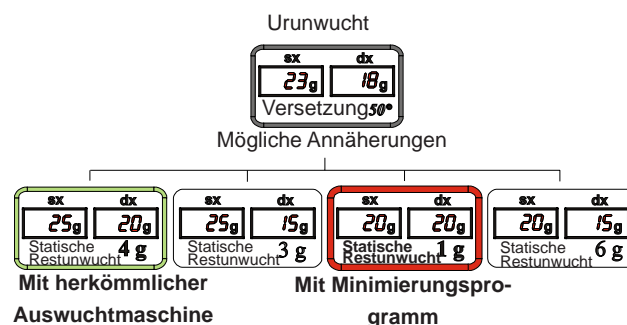 Urunwucht
sx dx
23g 18g
Versetzung 50°
Mögliche Annäherungen
sx dx
25g 20g
Statische
Restunwucht 4 g
sx dx
25g 15g
Statische
Restunwucht 3 g
sx dx
20g 20g
Statische
Restunwucht 1 g
sx dx
20g 15g
Statische
Restunwucht 6 g
Mit herkömmlicher
Auswuchtmaschine
Mit Minimierungspro-
gramm